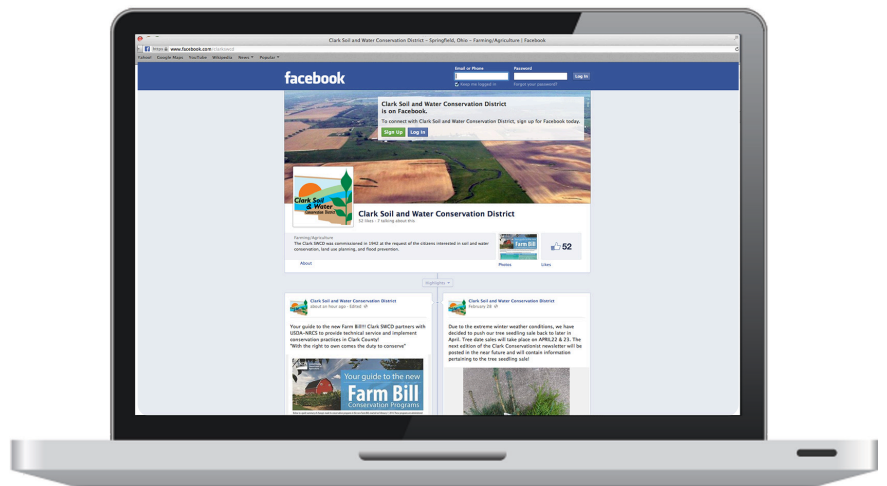 Clark Soil and Water Conservation District – Springfield, Ohio – Farming/Agriculture | Facebook
https www.facebook.com/clarkswcd
Yahoo! Google Maps YouTube Wikipedia News Popular
facebook
Email or Phone Password
Log In
Keep me logged in Forgot your password?
Clark Soil and Water Conservation District
is on Facebook.
To connect with Clark Soil and Water Conservation District, sign up for Facebook today.
Sign Up Log In
Clark Soil
& Water
Conservation District
Clark Soil and Water Conservation District
52 likes · 7 talking about this
Farming/Agriculture
The Clark SWCD was commissioned in 1942 at the request of the citizens interested in soil and water
conservation, land use planning, and flood prevention.
Farm Bill
52
About Photos Likes
Highlights
Clark Soil and Water Conservation District
about an hour ago · Edited
Your guide to the new Farm Bill!! Clark SWCD partners with
USDA-NRCS to provide technical service and implement
conservation practices in Clark County!
"With the right to own comes the duty to conserve"
Your guide to the new
Farm Bill
Conservation Programs
Clark Soil and Water Conservation District
February 28
Due to the extreme winter weather conditions, we have
decided to push our tree seedling sale back to later in
April. Tree date sales will take place on APRIL22 & 23. The
next edition of the Clark Conservationist newsletter will be
posted in the near future and will contain information
pertaining to the tree seedling sale!